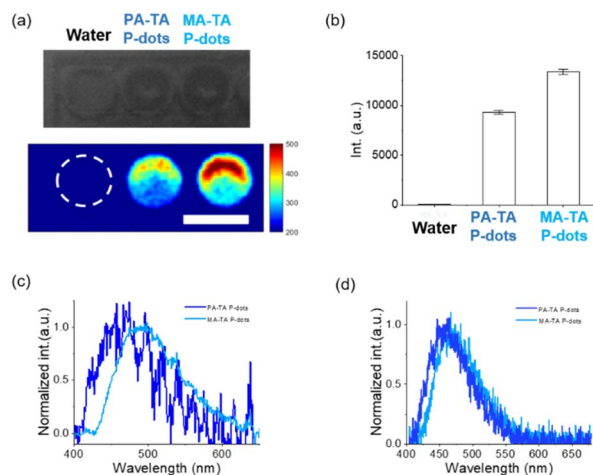 (a)
Water
PA-TA
P-dots
MA-TA
P-dots
500
400
300
200
(b)
Int. (a.u.)
15000
10000
5000
0
Water
PA-TA
P-dots
MA-TA
P-dots
(c)
Normalized int.(a.u.)
1.0
0.5
0.0
PA-TA P-dots
MA-TA P-dots
400
500
600
Wavelength (nm)
(d)
Normalized int.(a.u.)
1.0
0.5
0.0
PA-TA P-dots
MA-TA P-dots
400
450
500
550
600
650
Wavelength (nm)